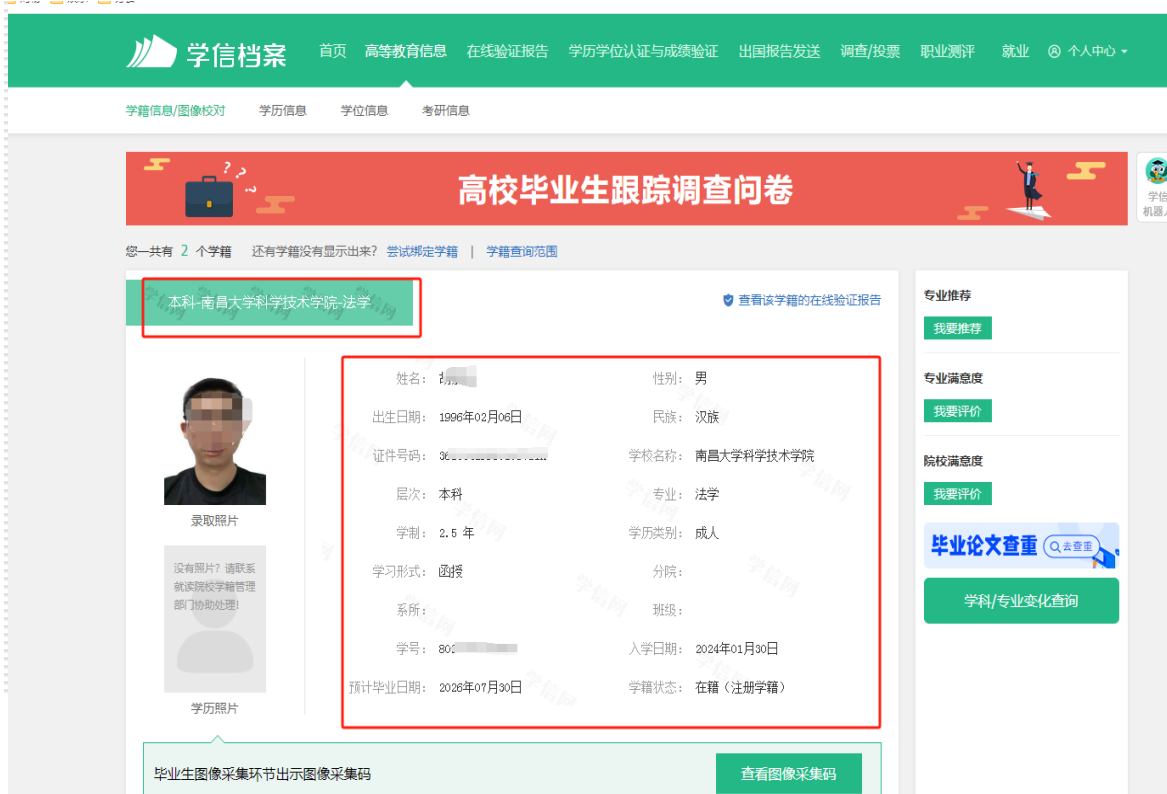 学信档案 首页 高等教育信息 在线验证报告 学历学位认证与成绩验证 出国报告发送 调查/投票 职业测评 就业 个人中心
学籍信息/图像校对 学历信息 学位信息 考研信息
? ? ?
高校毕业生跟踪调查问卷
学信
机器人
您一共有 2 个学籍 还有学籍没有显示出来? 尝试绑定学籍 | 学籍查询范围
本科-南昌大学科学技术学院-法学
查看该学籍的在线验证报告
姓名: 性别: 男
出生日期: 1996年02月06日 民族: 汉族
证件号码: 学校名称: 南昌大学科学技术学院
层次: 本科 专业: 法学
学制: 2.5 年 学历类别: 成人
学习形式: 函授 分院:
系所: 班级:
学号: 入学日期: 2024年01月30日
预计毕业日期: 2026年07月30日 学籍状态: 在籍(注册学籍)
录取照片
没有照片? 请联系
就读院校学籍管理
部门协助处理!
学历照片
毕业生图像采集环节出示图像采集码 查看图像采集码
专业推荐
我要推荐
专业满意度
我要评价
院校满意度
我要评价
毕业论文查重 去查重
学科/专业变化查询
学信网